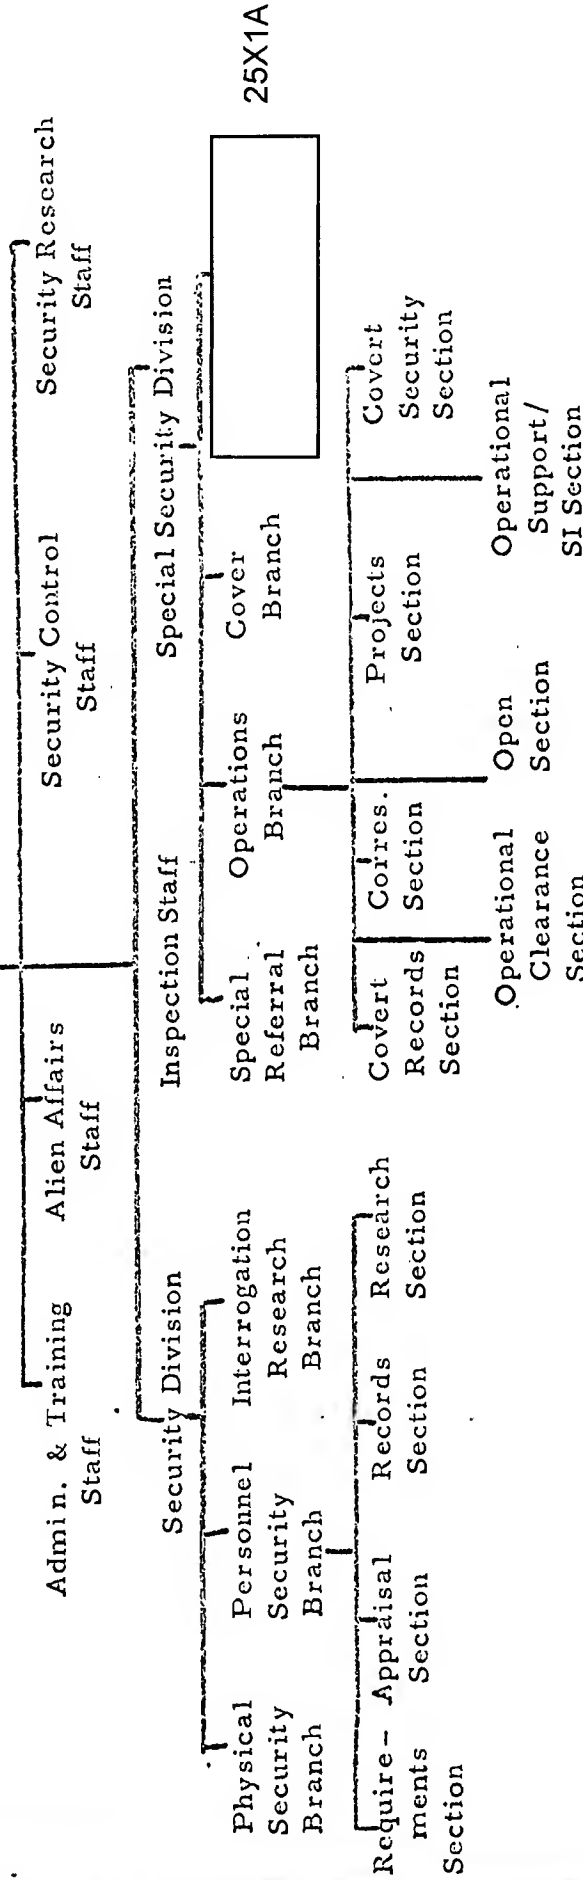 Admin. & Training
Staff
Alien Affairs
Staff
Security Control
Staff
Security Research
Staff
Security Division
Inspection Staff
Special Security Division
Physical
Security
Branch
Personnel
Security
Branch
Interrogation
Research
Branch
Special
Referral
Branch
Operations
Branch
Cover
Branch
25X1A
Require-
ments
Section
Appraisal
Section
Records
Section
Research
Section
Covert
Records
Section
Corres.
Section
Projects
Section
Covert
Security
Section
Operational
Clearance
Section
Open
Section
Operational
Support/
SI Section